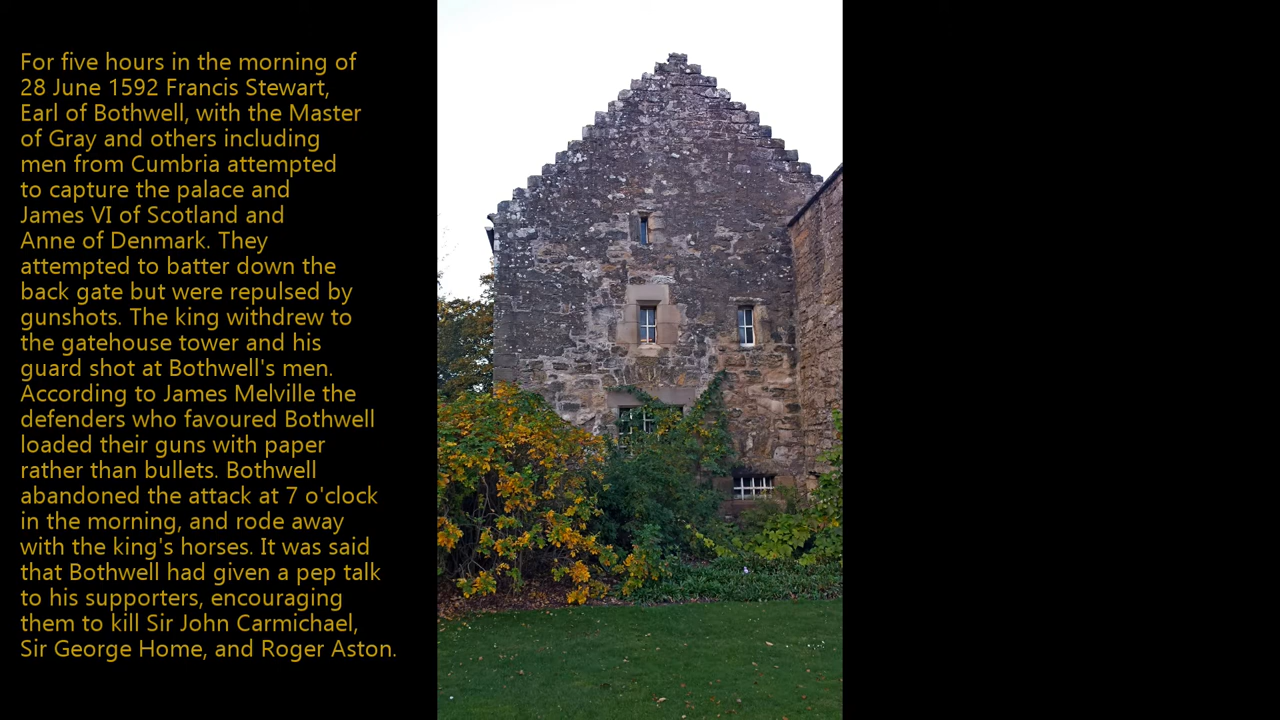 For five hours in the morning of
28 June 1592 Francis Stewart,
Earl of Bothwell, with the Master
of Gray and others including
men from Cumbria attempted
to capture the palace and
James VI of Scotland and
Anne of Denmark. They
attempted to batter down the
back gate but were repulsed by
gunshots. The king withdrew to
the gatehouse tower and his
guard shot at Bothwell's men.
According to James Melville the
defenders who favoured Bothwell
loaded their guns with paper
rather than bullets. Bothwell
abandoned the attack at 7 o'clock
in the morning, and rode away
with the king's horses. It was said
that Bothwell had given a pep talk
to his supporters, encouraging
them to kill Sir John Carmichael,
Sir George Home, and Roger Aston.